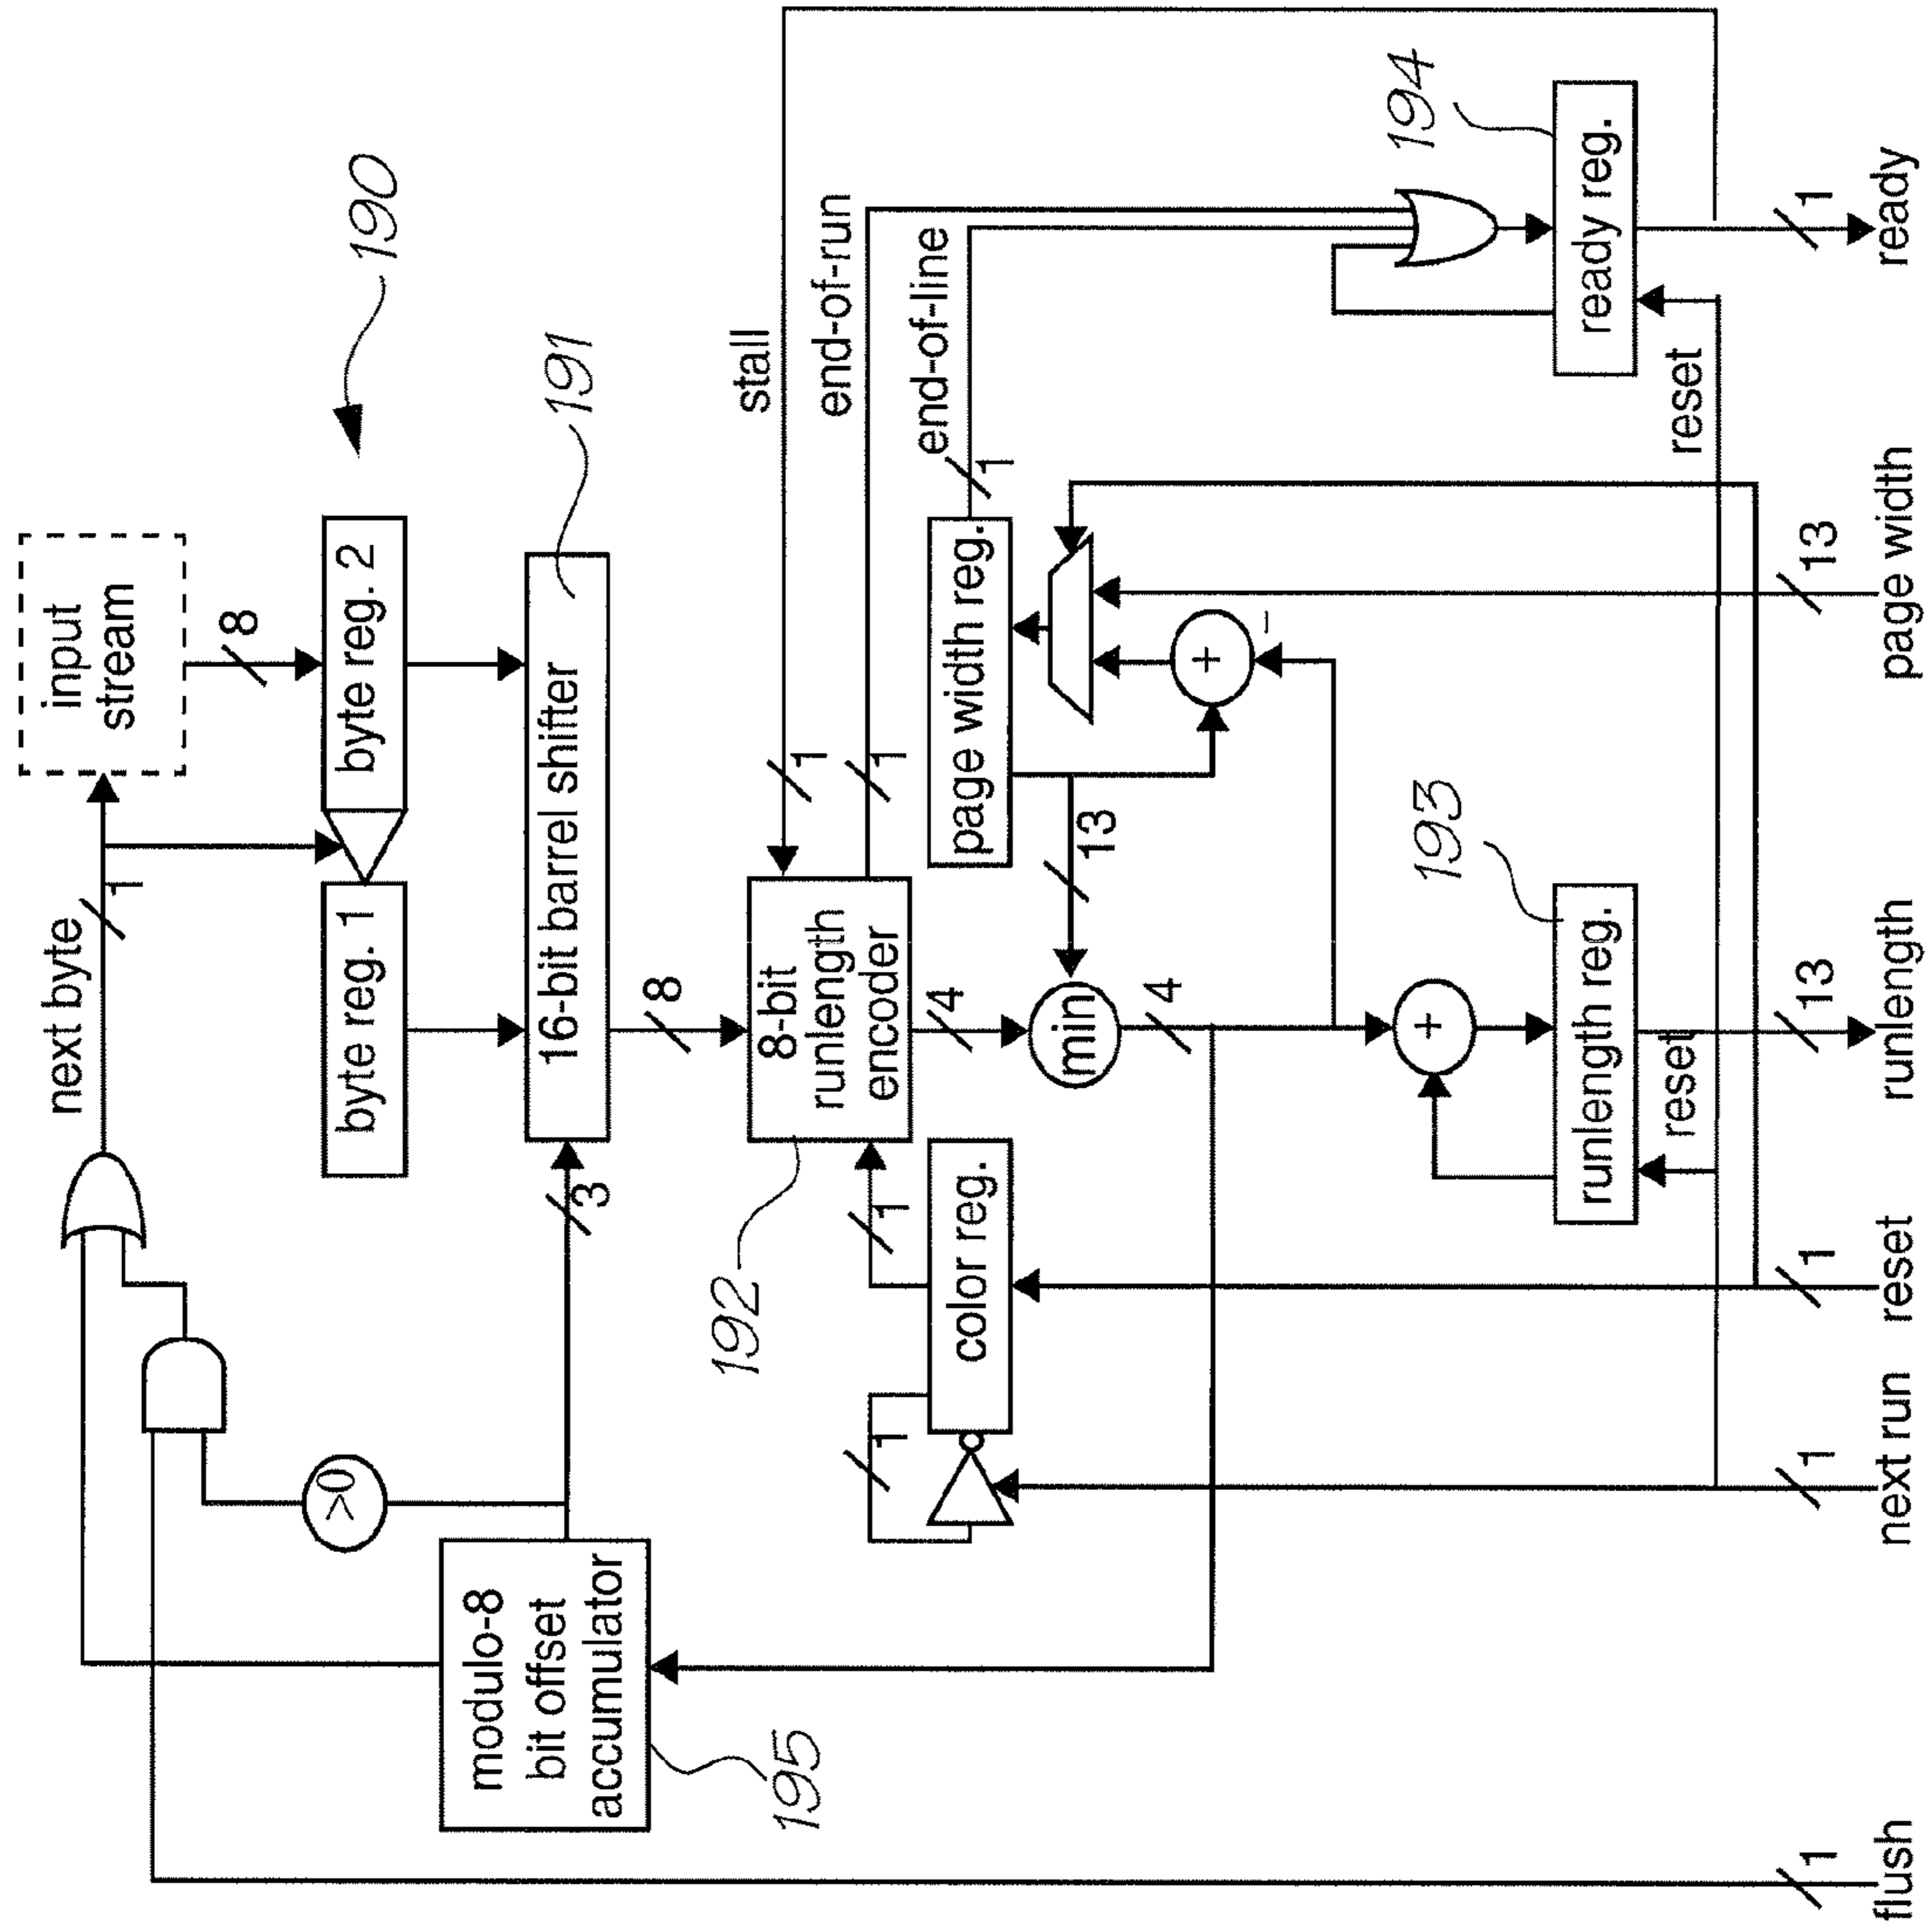 190
input
stream
8
next byte
1
byte reg. 1
byte reg. 2
16-bit barrel shifter
191
3
8
>0
modulo-8
bit offset
accumulator
195
8-bit
runlength
encoder
192
stall
1
end-of-run
1
end-of-line
1
color reg.
1
1
4
min
13
4
page width reg.
+
−
+
runlength reg.
193
reset
ready reg.
194
reset
1
flush
1
next run
1
reset
13
runlength
13
page width
1
ready